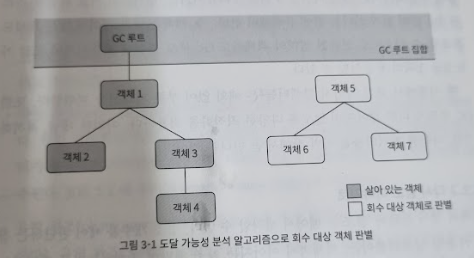 GC 루트
GC 루트 집합
객체 1
객체 5
객체 2
객체 3
객체 6
객체 7
객체 4
살아 있는 객체
회수 대상 객체로 판별
그림 3-1 도달 가능성 분석 알고리즘으로 회수 대상 객체 판별